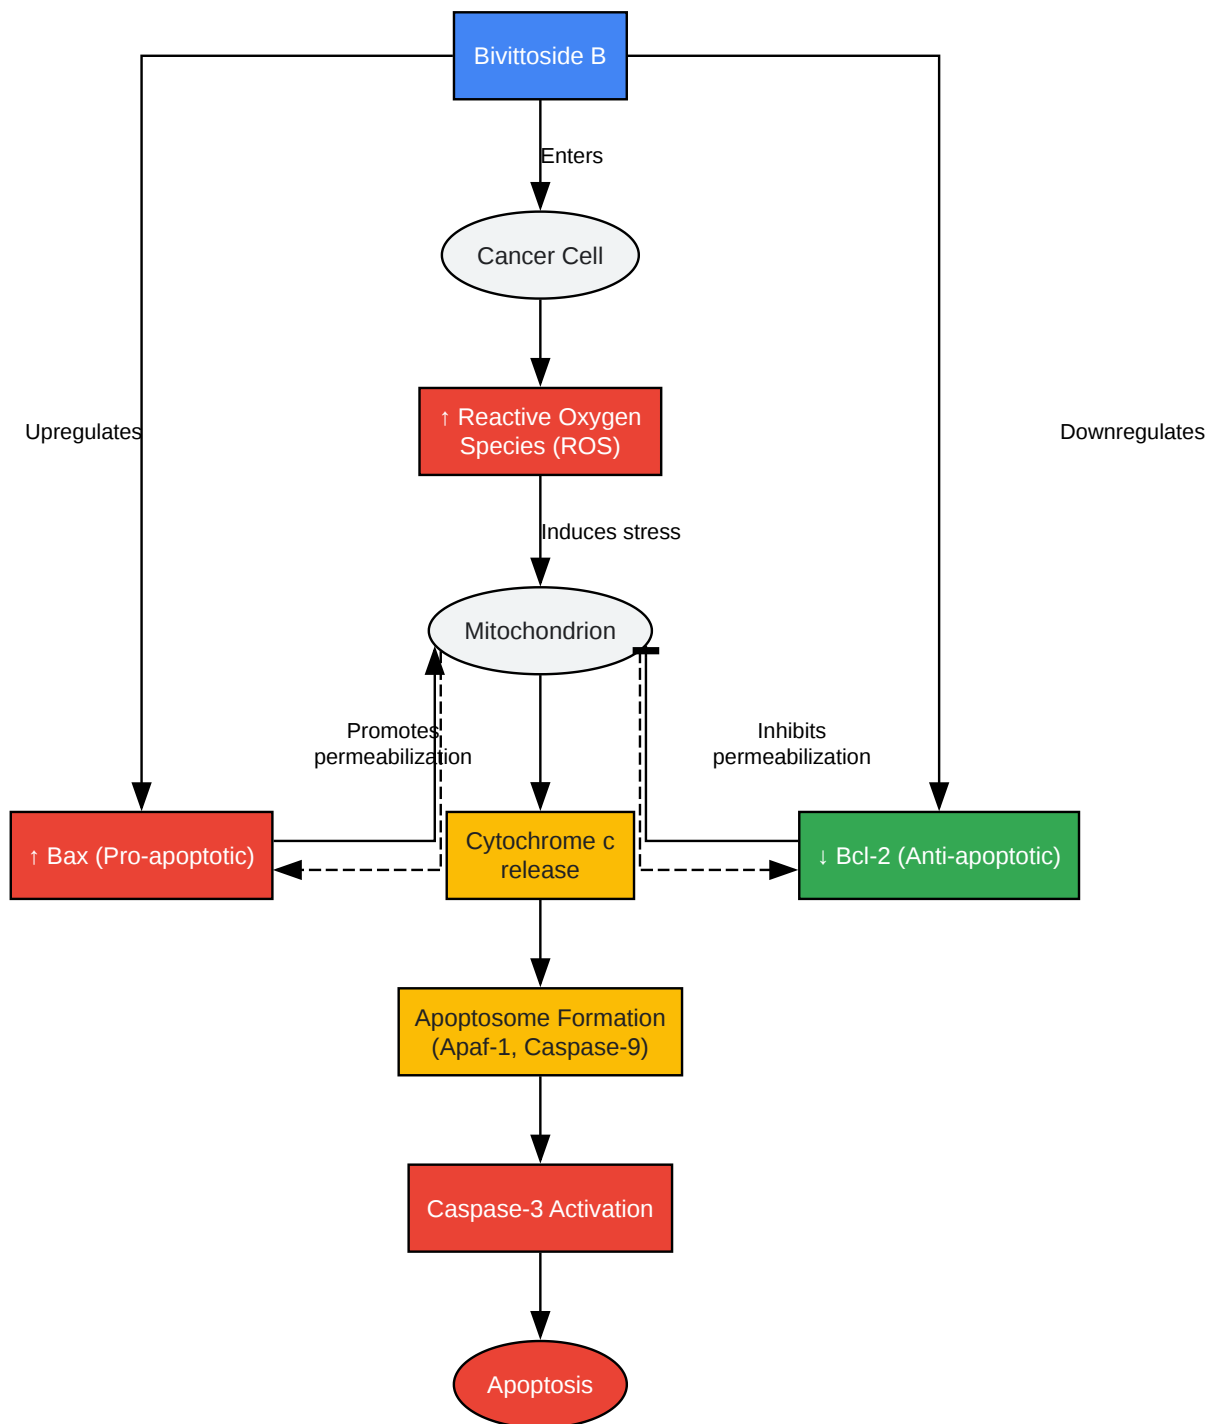 Bivittoside B
Enters
Cancer Cell
↑ Reactive Oxygen
Species (ROS)
Upregulates
Downregulates
Induces stress
Mitochondrion
Promotes
permeabilization
Inhibits
permeabilization
↑ Bax (Pro-apoptotic)
Cytochrome c
release
↓ Bcl-2 (Anti-apoptotic)
Apoptosome Formation
(Apaf-1, Caspase-9)
Caspase-3 Activation
Apoptosis